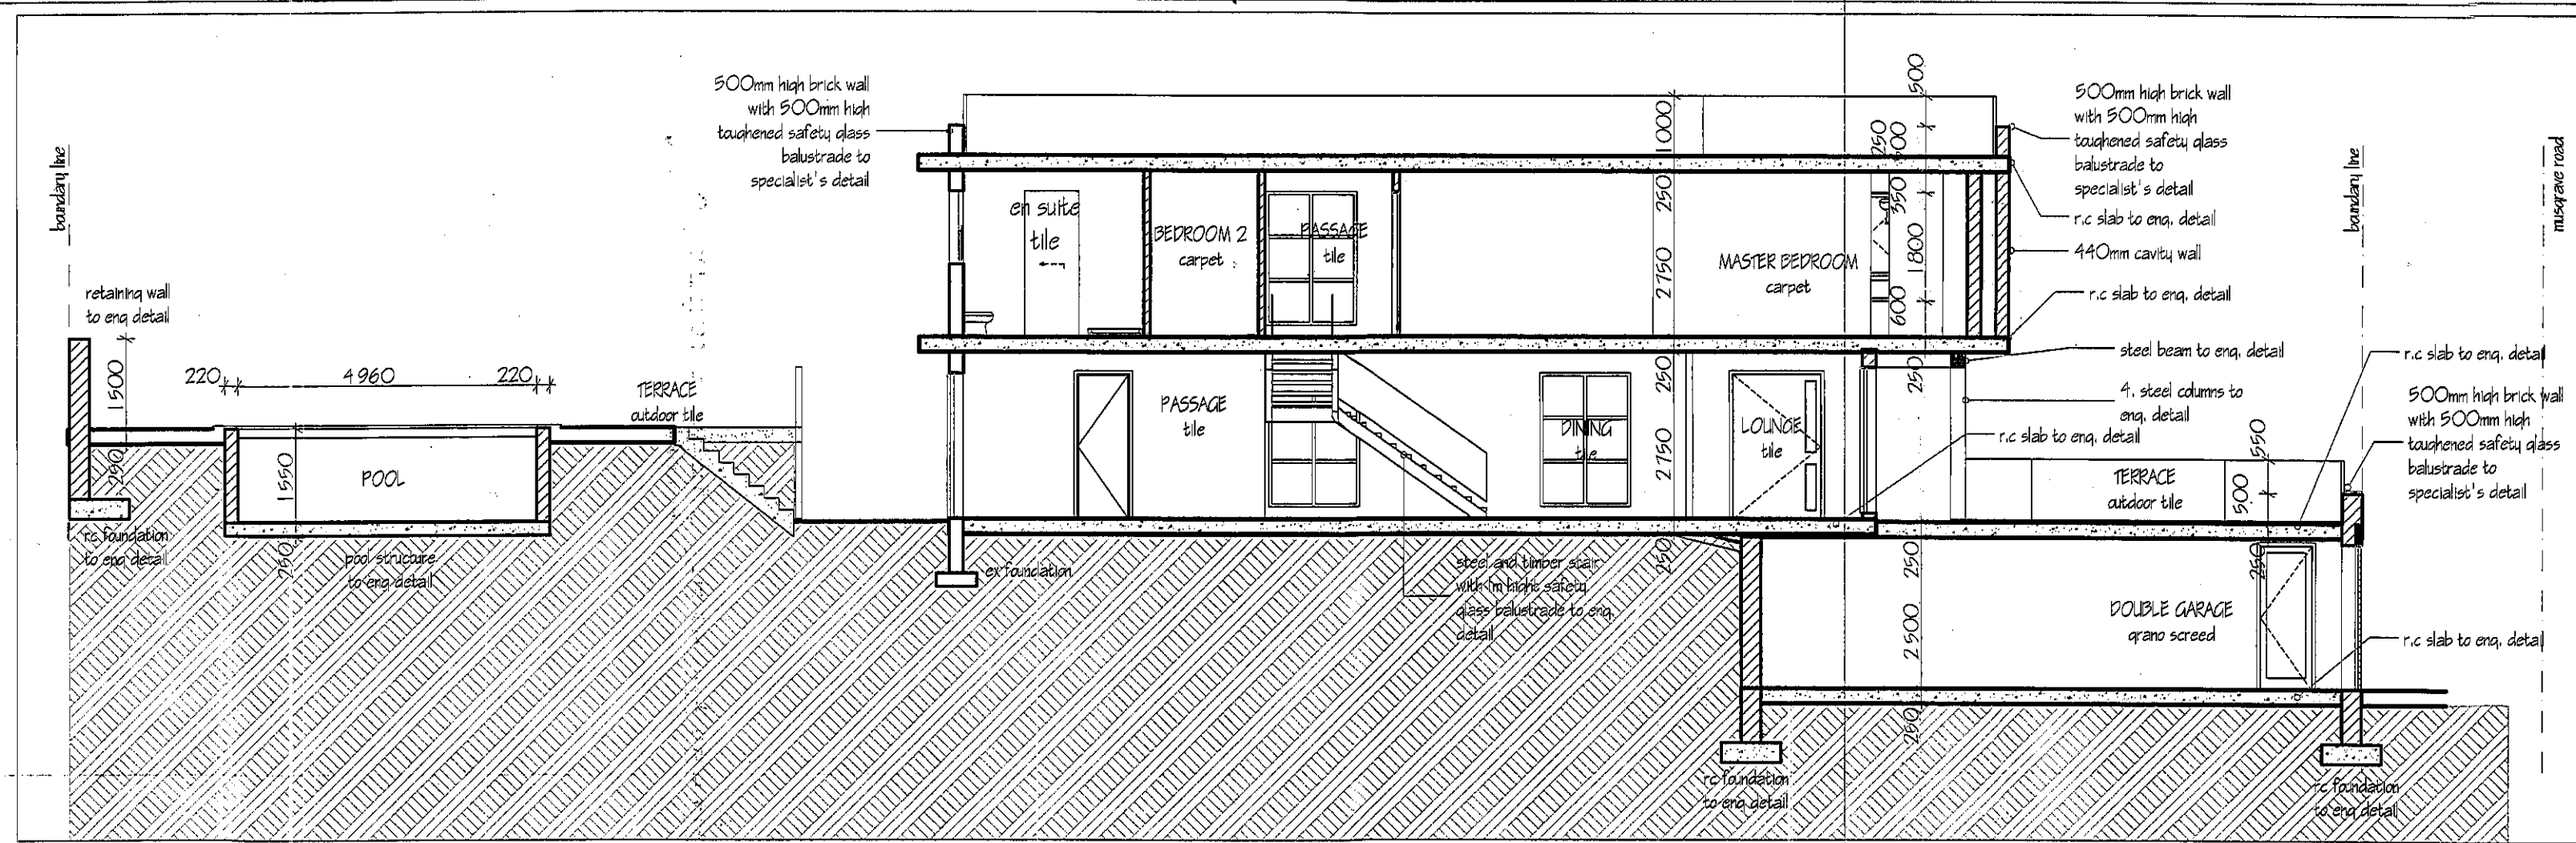 500mm high brick wall
with 500mm high
toughened safety glass
balustrade to
specialist's detail
boundary line
retaining wall
to eng detail
1500
250
220
4960
220
TERRACE
outdoor tile
1550
POOL
250
rc foundation
to eng detail
pool structure
to eng detail
en suite
tile
BEDROOM 2
carpet
PASSAGE
tile
MASTER BEDROOM
carpet
1000
250
2750
250
2750
250
500
250
500
350
1800
600
250
PASSAGE
tile
DINING
tile
LOUNGE
tile
ex foundation
steel and timber stair
with 1m hight safety
glass balustrade to eng.
detail
500mm high brick wall
with 500mm high
toughened safety glass
balustrade to
specialist's detail
r.c slab to eng. detail
440mm cavity wall
r.c slab to eng. detail
steel beam to eng. detail
4. steel columns to
eng. detail
r.c slab to eng. detail
boundary line
musgrave road
r.c slab to eng. detail
500mm high brick wall
with 500mm high
toughened safety glass
balustrade to
specialist's detail
TERRACE
outdoor tile
550
500
250
250
2500
250
DOUBLE GARAGE
grano screed
r.c slab to eng. detail
rc foundation
to eng detail
rc foundation
to eng detail